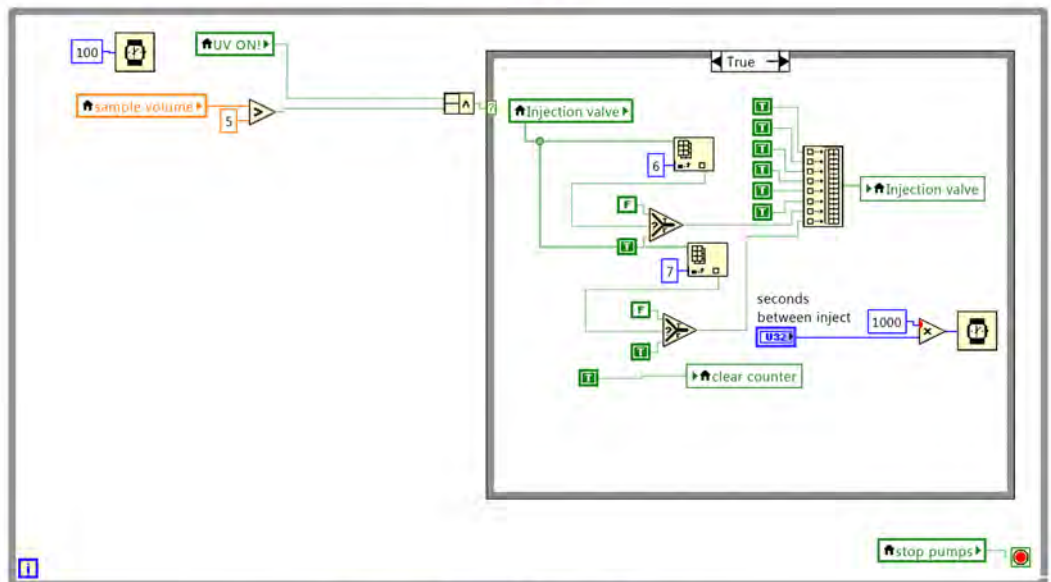 100
UV ON!
sample volume
5
True
?
Injection valve
6
T
T
T
T
T
T
Injection valve
F
?
T
7
seconds
between inject
1000
U32
F
?
T
T
clear counter
stop pumps
i